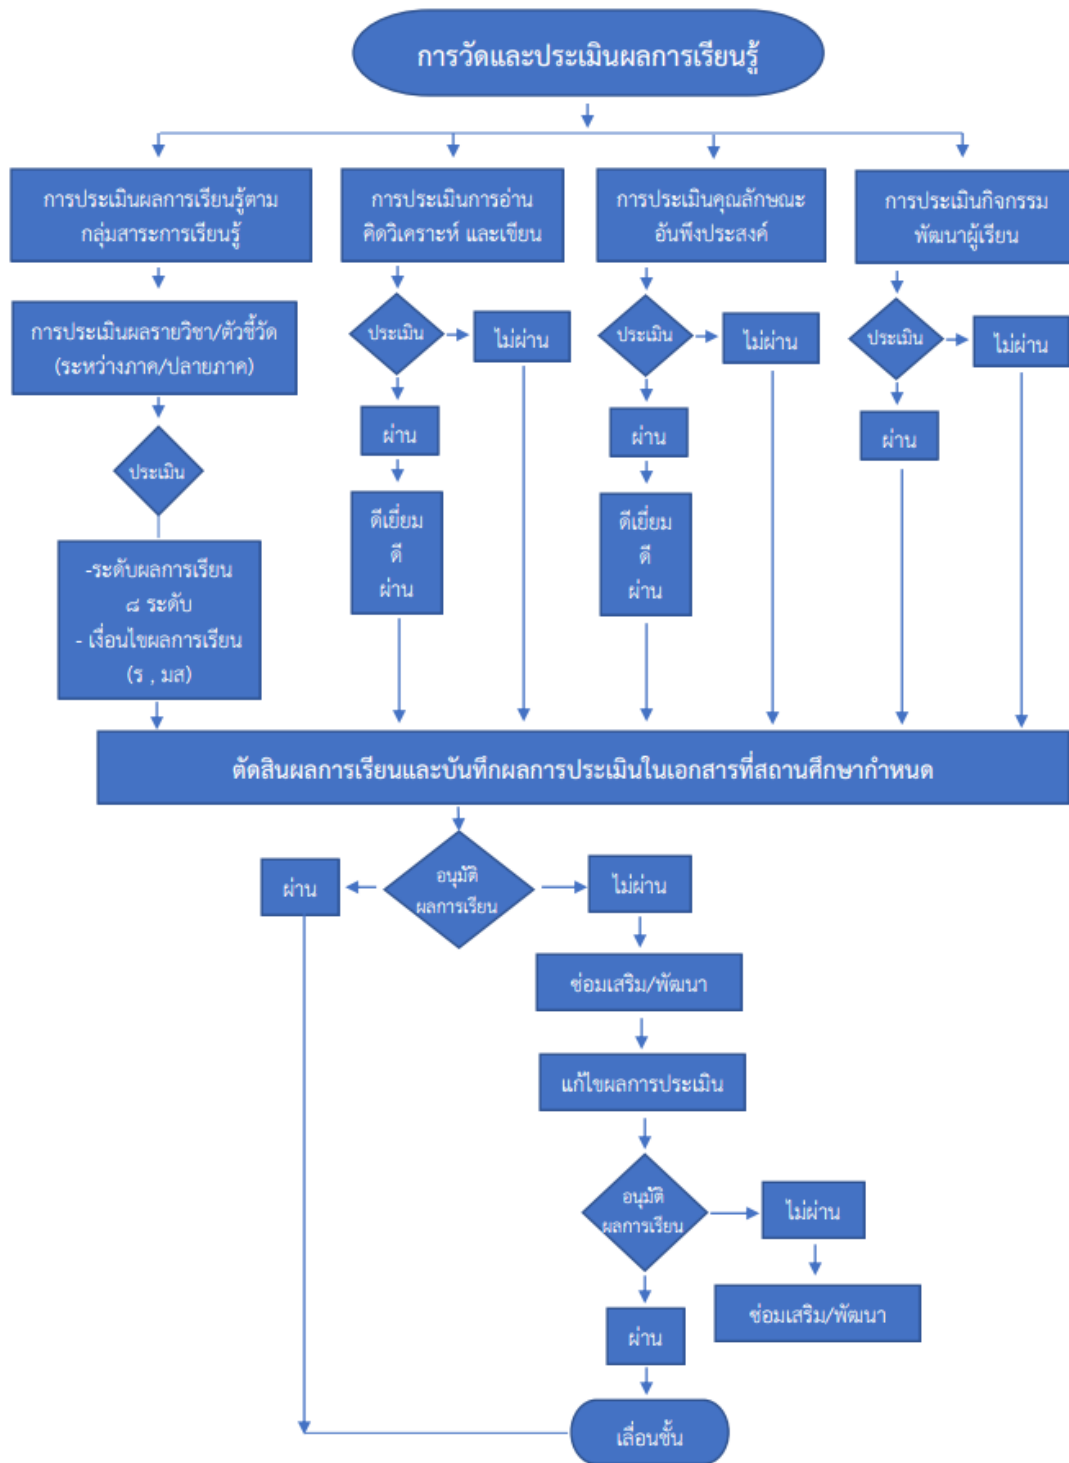 การวัดและประเมินผลการเรียนรู้
การประเมินผลการเรียนรู้ตาม
กลุ่มสาระการเรียนรู้
การประเมินการอ่าน
คิดวิเคราะห์ และเขียน
การประเมินคุณลักษณะ
อันพึงประสงค์
การประเมินกิจกรรม
พัฒนาผู้เรียน
การประเมินผลรายวิชา/ตัวชี้วัด
(ระหว่างภาค/ปลายภาค)
ประเมิน
ไม่ผ่าน
ประเมิน
ไม่ผ่าน
ประเมิน
ไม่ผ่าน
ผ่าน
ผ่าน
ผ่าน
ประเมิน
ดีเยี่ยม
ดี
ผ่าน
ดีเยี่ยม
ดี
ผ่าน
-ระดับผลการเรียน
๘ ระดับ
- เงื่อนไขผลการเรียน
(ร , มส)
ตัดสินผลการเรียนและบันทึกผลการประเมินในเอกสารที่สถานศึกษากำหนด
ผ่าน
อนุมัติ
ผลการเรียน
ไม่ผ่าน
ซ่อมเสริม/พัฒนา
แก้ไขผลการประเมิน
อนุมัติ
ผลการเรียน
ไม่ผ่าน
ซ่อมเสริม/พัฒนา
ผ่าน
เลื่อนชั้น